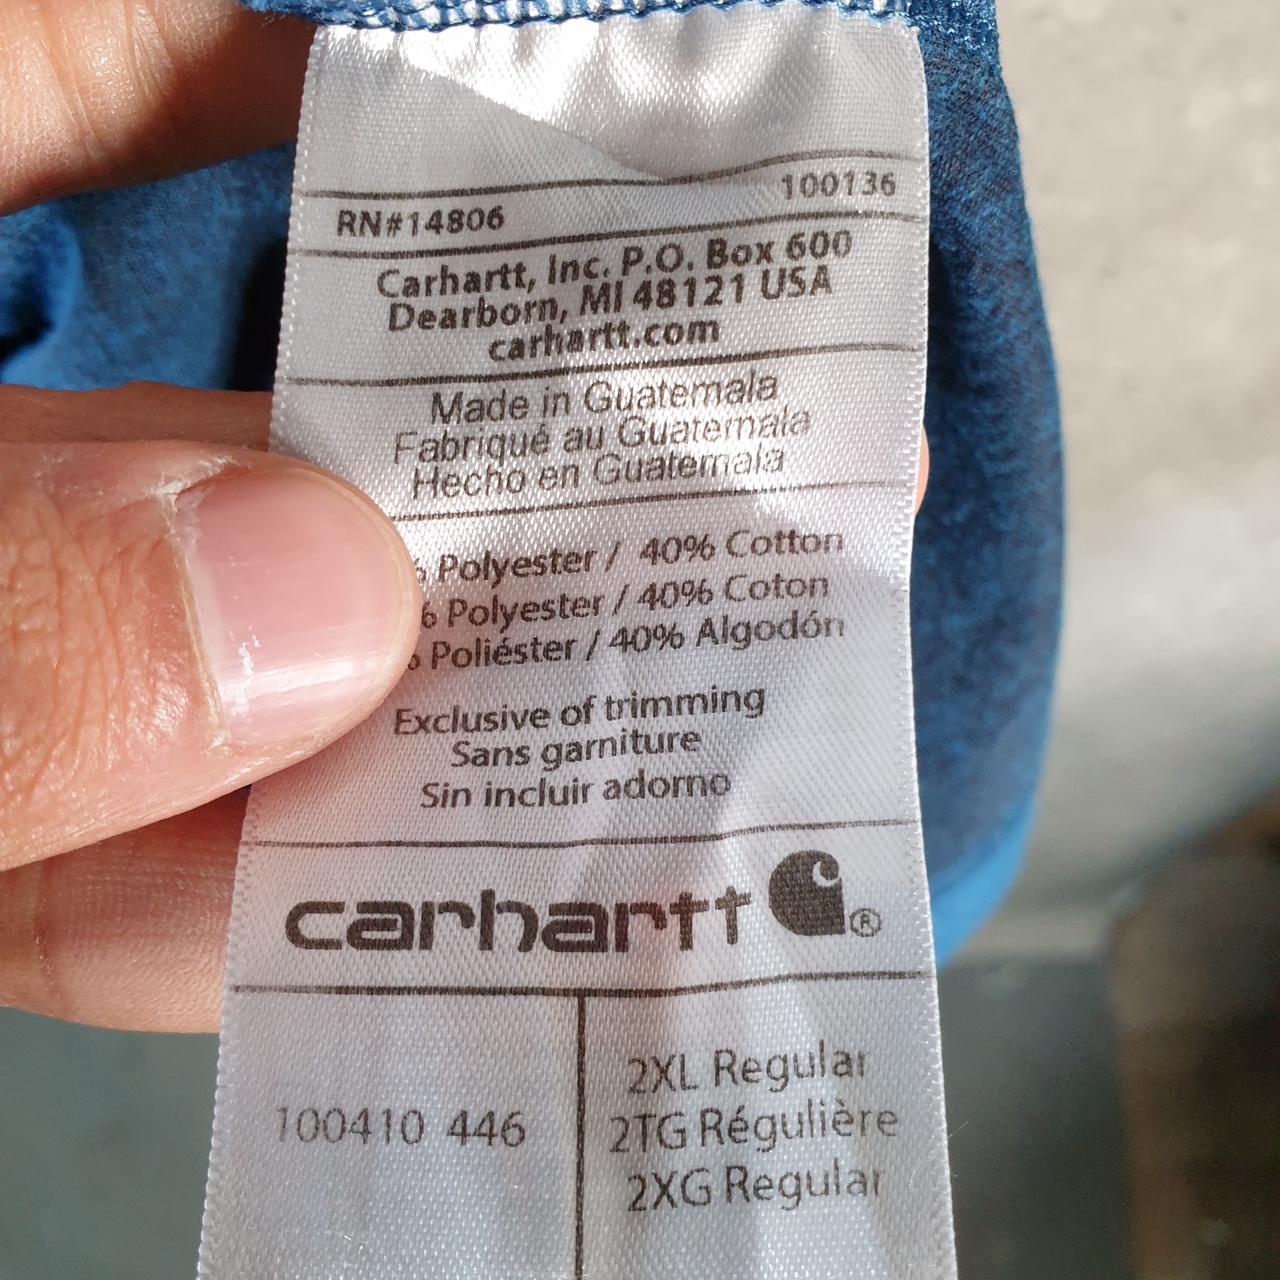 100136
RN#14806
Carhartt, Inc. P.O. Box 600
Dearborn, MI 48121 USA
carhartt.com
Made in Guatemala
Fabriqué au Guatemala
Hecho en Guatemala
% Polyester / 40% Cotton
% Polyester / 40% Coton
% Poliéster / 40% Algodón
Exclusive of trimming
Sans garniture
Sin incluir adorno
carhartt ®
100410 446
2XL Regular
2TG Régulière
2XG Regular